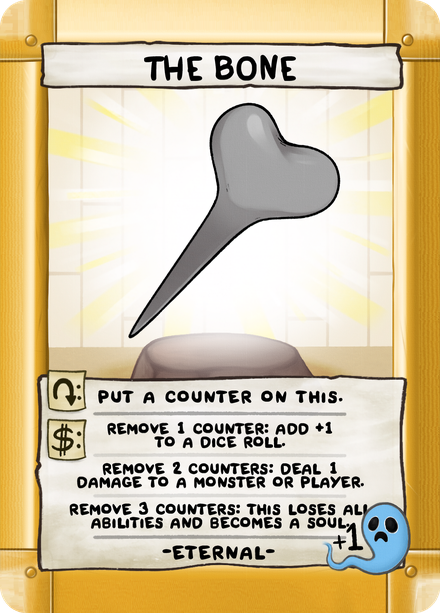 THE BONE
PUT A COUNTER ON THIS.
$: REMOVE 1 COUNTER: ADD +1
TO A DICE ROLL.
REMOVE 2 COUNTERS: DEAL 1
DAMAGE TO A MONSTER OR PLAYER.
REMOVE 3 COUNTERS: THIS LOSES ALL
ABILITIES AND BECOMES A SOUL.
+1
-ETERNAL-